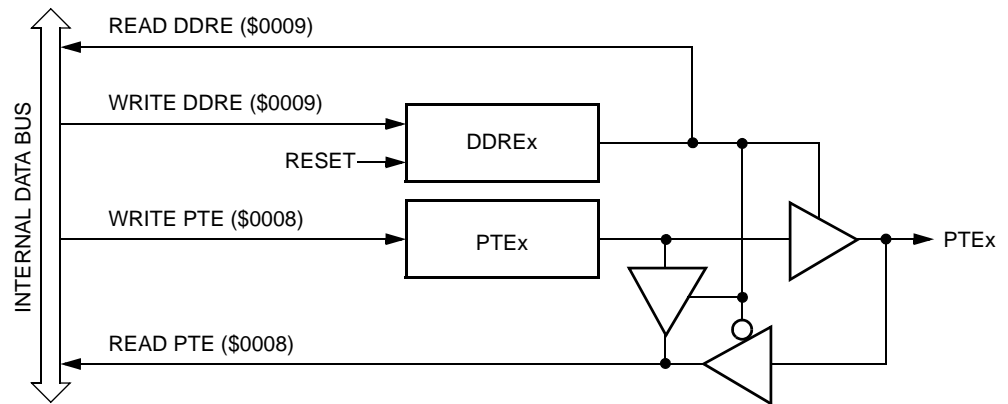 READ DDRE ($0009)
WRITE DDRE ($0009)
DDREx
RESET
WRITE PTE ($0008)
PTEx
PTEx
READ PTE ($0008)
INTERNAL DATA BUS